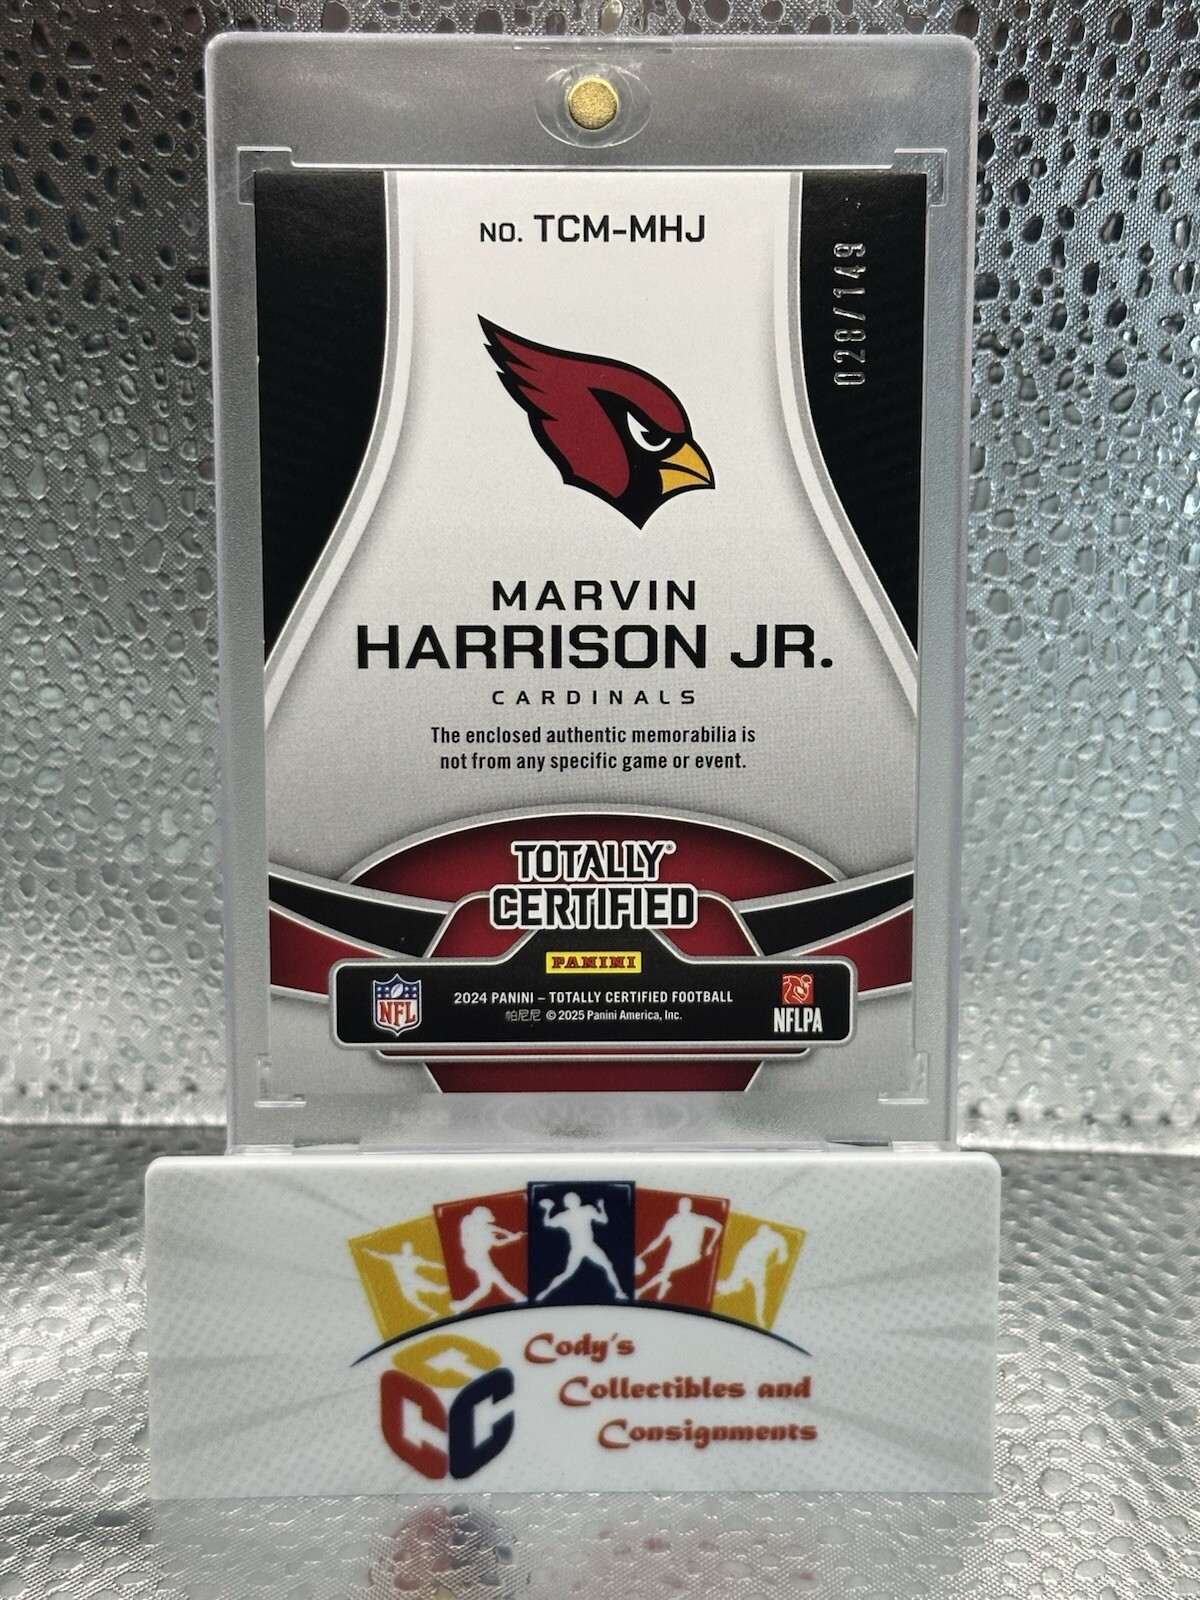 NO. TCM-MHJ
028/149
MARVIN
HARRISON JR.
CARDINALS
The enclosed authentic memorabilia is
not from any specific game or event.
TOTALLY
CERTIFIED
PANINI
NFL
2024 PANINI – TOTALLY CERTIFIED FOOTBALL
帕尼尼 © 2025 Panini America, Inc.
NFLPA
CCC
Cody's
Collectibles and
Consignments